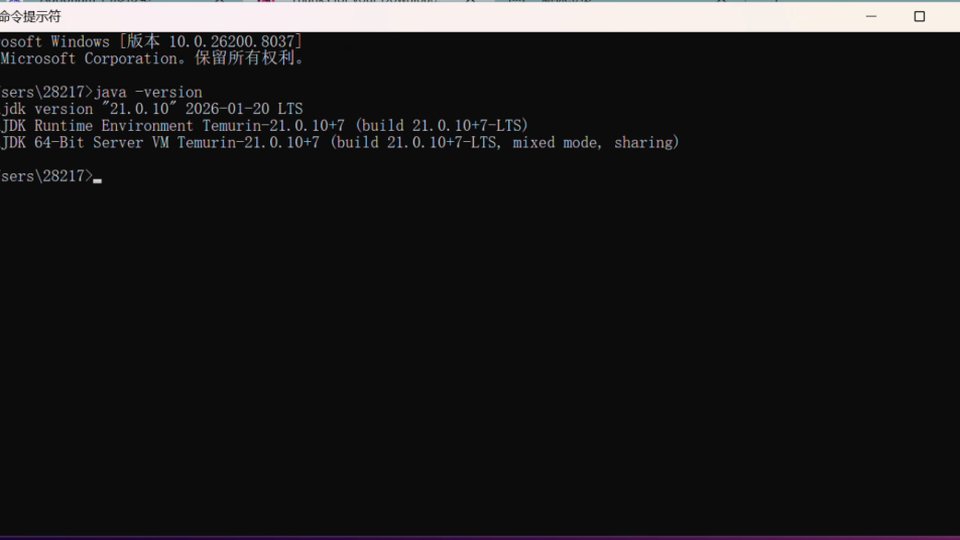 命令提示符
rosoft Windows [版本 10.0.26200.8037]
Microsoft Corporation。保留所有权利。
sers\28217>java -version
jdk version "21.0.10" 2026-01-20 LTS
JDK Runtime Environment Temurin-21.0.10+7 (build 21.0.10+7-LTS)
JDK 64-Bit Server VM Temurin-21.0.10+7 (build 21.0.10+7-LTS, mixed mode, sharing)
sers\28217>